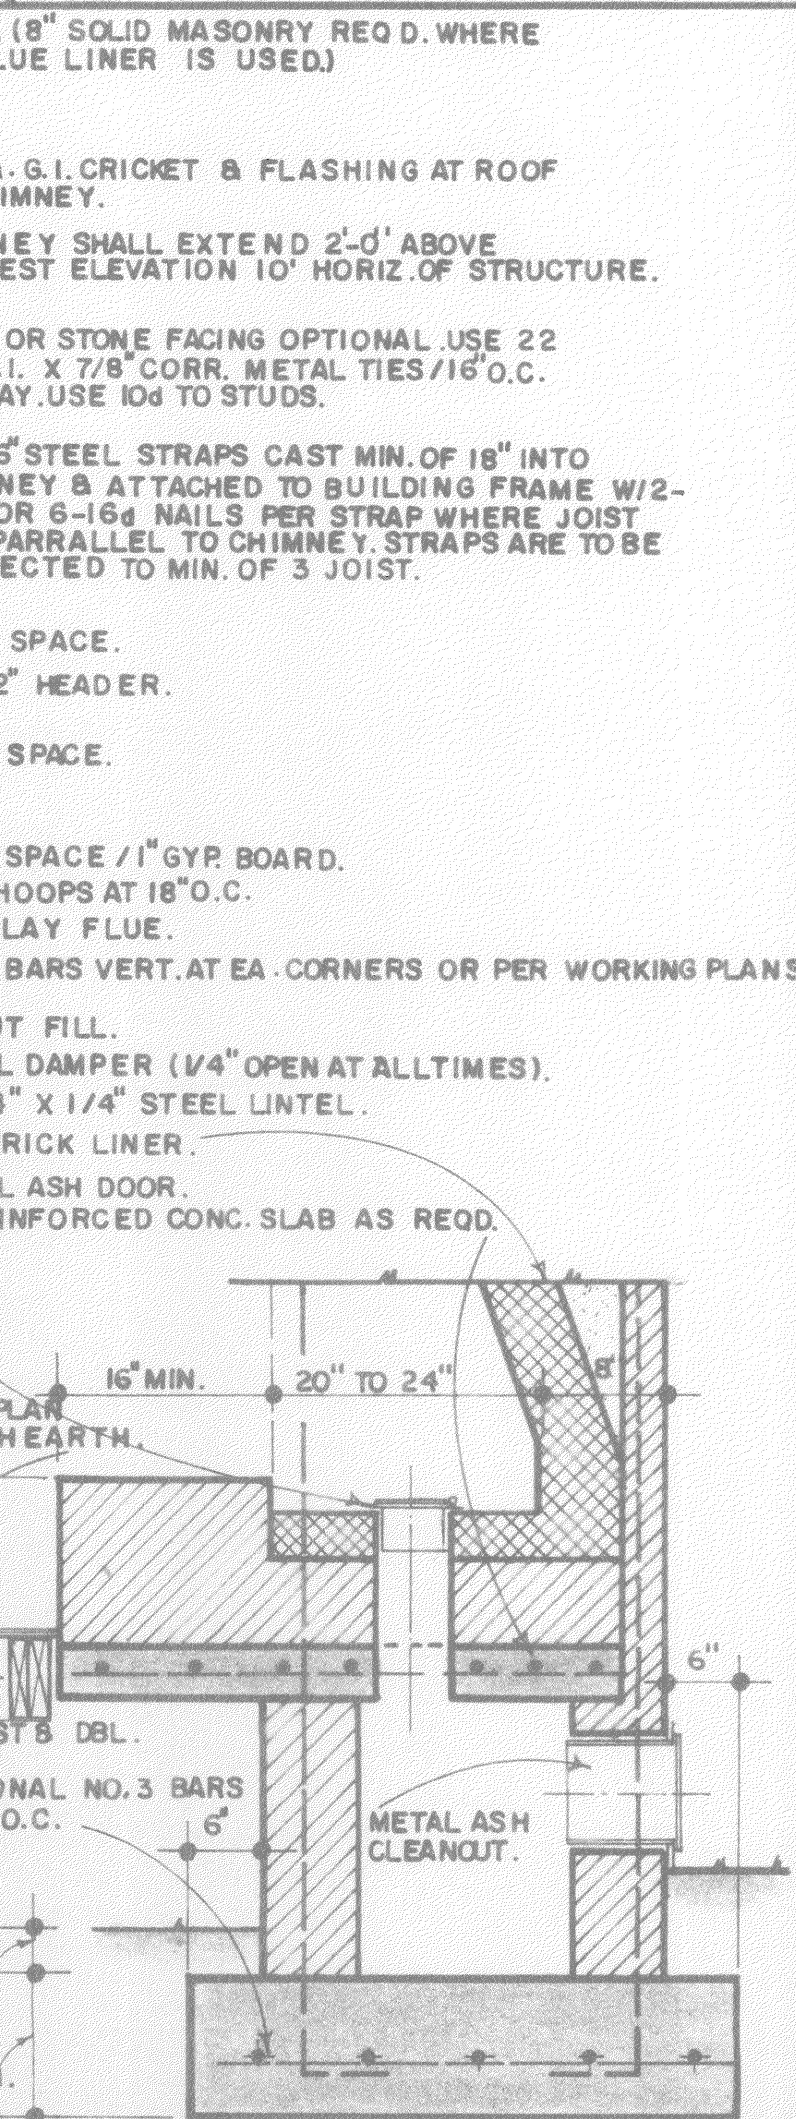 (8" SOLID MASONRY REQ D. WHERE
LUE LINER IS USED.)
. G.I. CRICKET & FLASHING AT ROOF
IMNEY.
NEY SHALL EXTEND 2'-0' ABOVE
EST ELEVATION 10' HORIZ. OF STRUCTURE.
OR STONE FACING OPTIONAL. USE 22
.I. X 7/8" CORR. METAL TIES/16" O.C.
AY. USE 10d TO STUDS.
" STEEL STRAPS CAST MIN. OF 18" INTO
NEY & ATTACHED TO BUILDING FRAME W/2-
OR 6-16d NAILS PER STRAP WHERE JOIST
PARRALLEL TO CHIMNEY. STRAPS ARE TO BE
ECTED TO MIN. OF 3 JOIST.
SPACE.
2" HEADER.
SPACE.
SPACE / 1" GYP. BOARD.
HOOPS AT 18" O.C.
LAY FLUE.
BARS VERT. AT EA. CORNERS OR PER WORKING PLANS
T FILL.
L DAMPER (1/4" OPEN AT ALL TIMES).
" X 1/4" STEEL LINTEL.
RICK LINER.
L ASH DOOR.
INFORCED CONC. SLAB AS REQD.
16" MIN. 20" TO 24" 8"
PLAN
HEARTH.
6"
STS DBL.
ONAL NO. 3 BARS
O.C.
6"
METAL ASH
CLEANOUT.